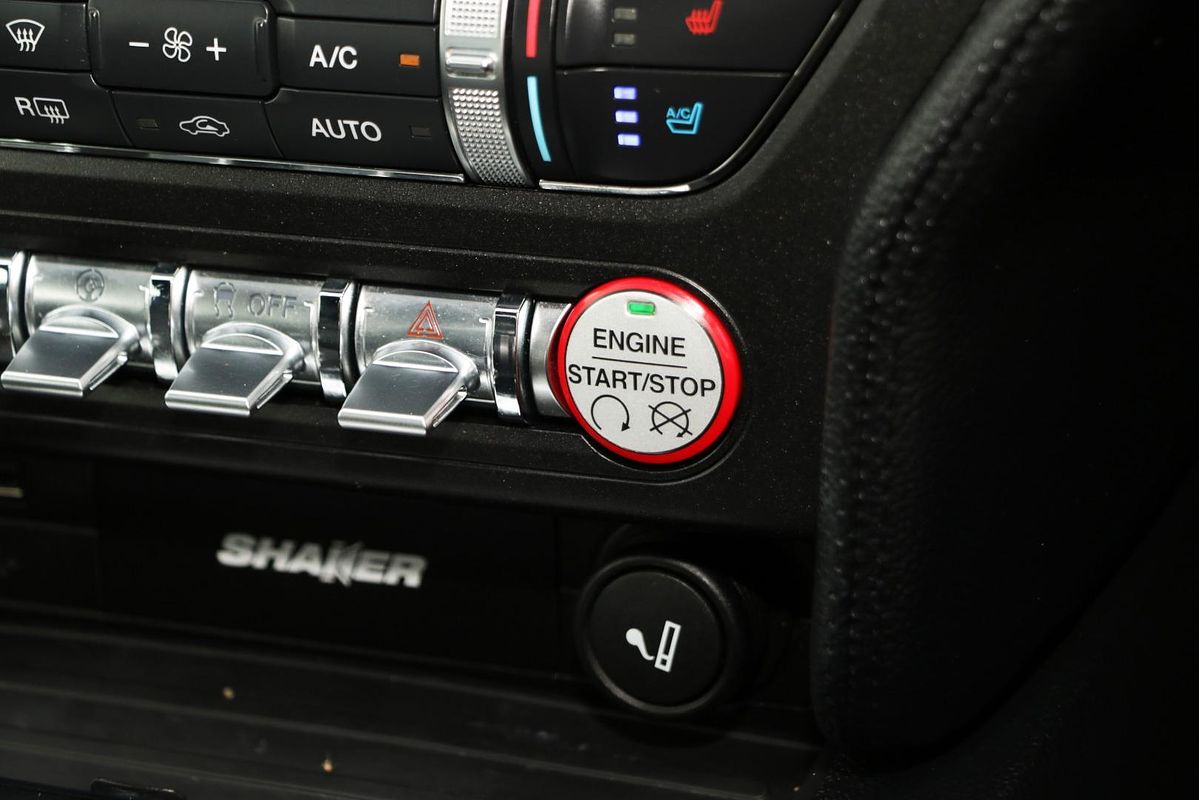 - +
A/C
R
AUTO
A/C
OFF
ENGINE
START/STOP
SHAKER